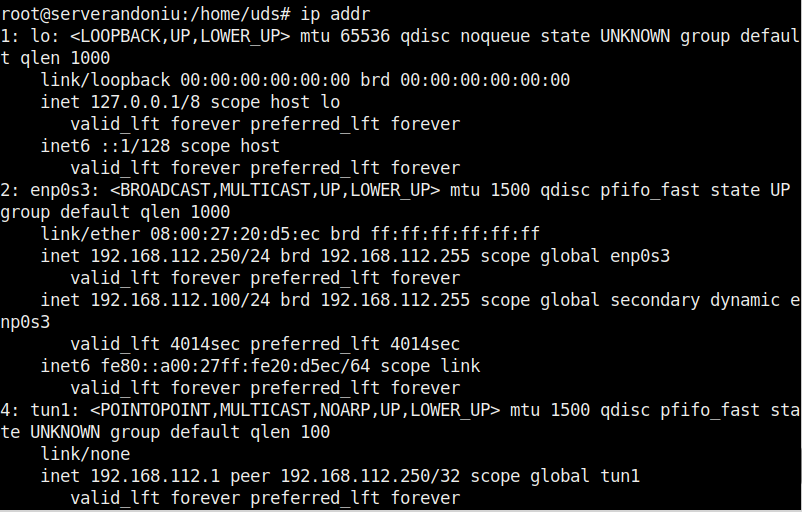 root@serverandoniu:/home/uds# ip addr
1: lo: <LOOPBACK,UP,LOWER_UP> mtu 65536 qdisc noqueue state UNKNOWN group defaul
t qlen 1000
    link/loopback 00:00:00:00:00:00 brd 00:00:00:00:00:00
    inet 127.0.0.1/8 scope host lo
       valid_lft forever preferred_lft forever
    inet6 ::1/128 scope host
       valid_lft forever preferred_lft forever
2: enp0s3: <BROADCAST,MULTICAST,UP,LOWER_UP> mtu 1500 qdisc pfifo_fast state UP
group default qlen 1000
    link/ether 08:00:27:20:d5:ec brd ff:ff:ff:ff:ff:ff
    inet 192.168.112.250/24 brd 192.168.112.255 scope global enp0s3
       valid_lft forever preferred_lft forever
    inet 192.168.112.100/24 brd 192.168.112.255 scope global secondary dynamic e
np0s3
       valid_lft 4014sec preferred_lft 4014sec
    inet6 fe80::a00:27ff:fe20:d5ec/64 scope link
       valid_lft forever preferred_lft forever
4: tun1: <POINTOPOINT,MULTICAST,NOARP,UP,LOWER_UP> mtu 1500 qdisc pfifo_fast sta
te UNKNOWN group default qlen 100
    link/none
    inet 192.168.112.1 peer 192.168.112.250/32 scope global tun1
       valid_lft forever preferred_lft forever